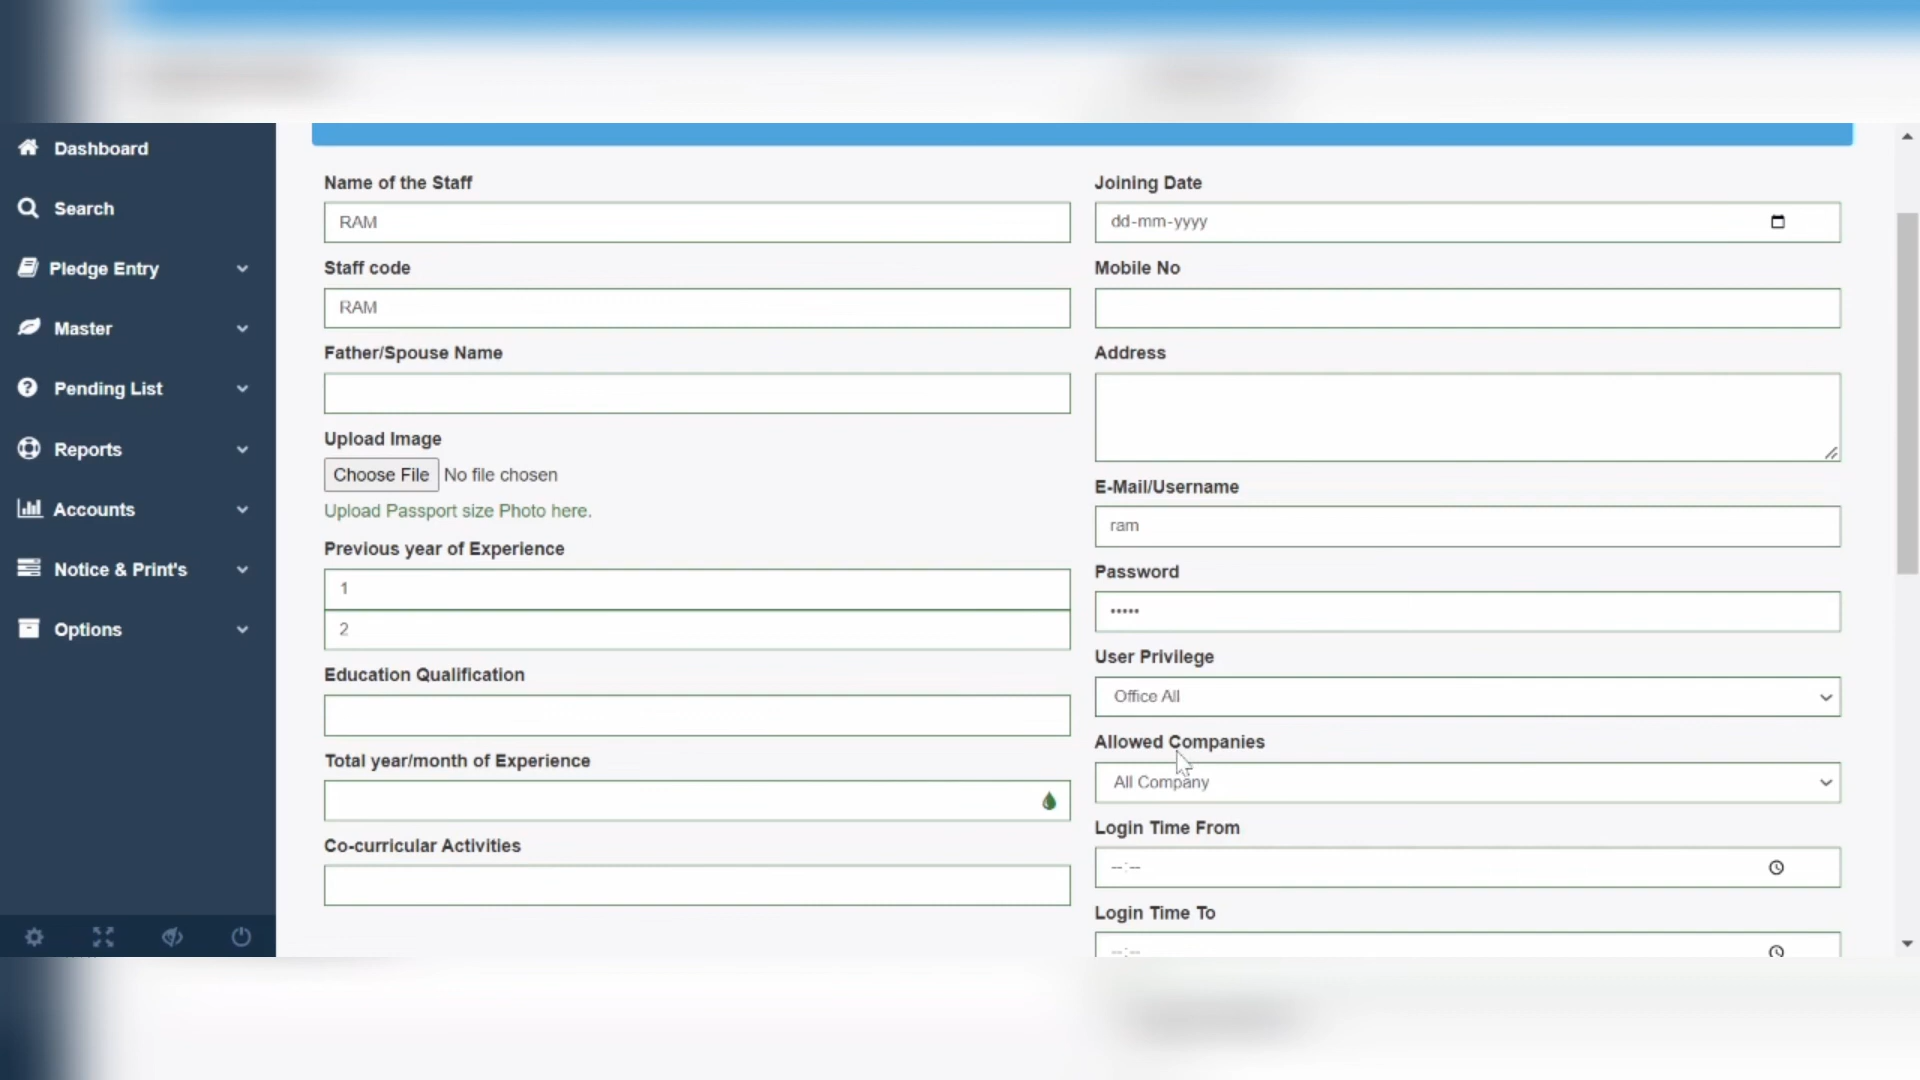 Dashboard
Search
Pledge Entry
Master
Pending List
Reports
Accounts
Notice & Print's
Options
Name of the Staff
RAM
Staff code
RAM
Father/Spouse Name
Upload Image
Choose File No file chosen
Upload Passport size Photo here.
Previous year of Experience
1
2
Education Qualification
Total year/month of Experience
Co-curricular Activities
Joining Date
dd-mm-yyyy
Mobile No
Address
E-Mail/Username
ram
Password
•••••
User Privilege
Office All
Allowed Companies
All Company
Login Time From
--:--
Login Time To
--:--